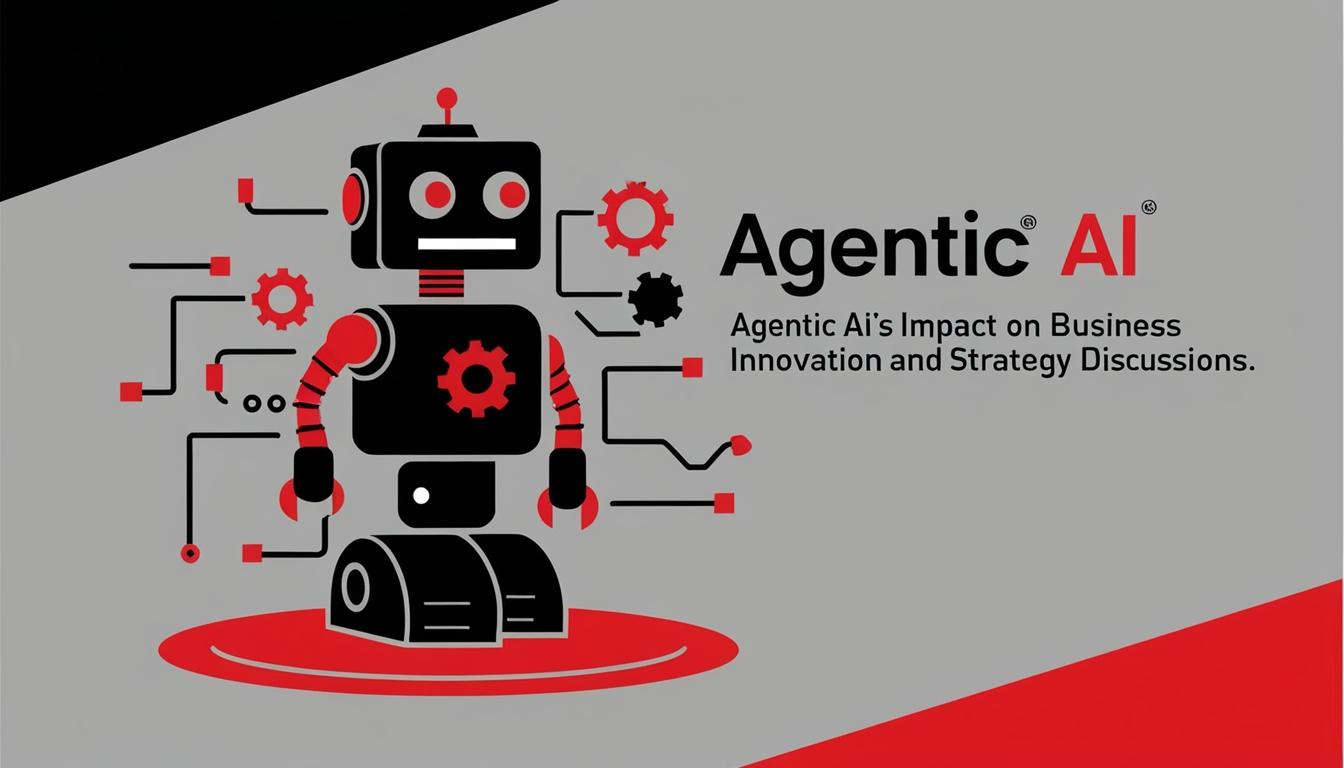 Agentic AI
Agentic Ai's Impact on Business
Innovation and Strategy Discussions.